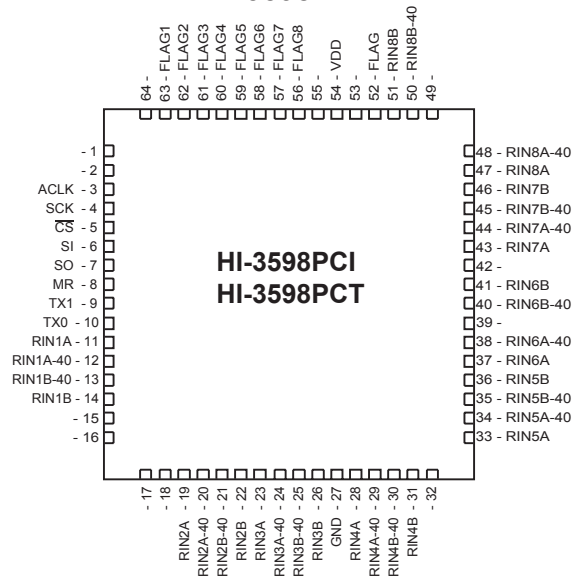 64 -
63 - FLAG1
62 - FLAG2
61 - FLAG3
60 - FLAG4
59 - FLAG5
58 - FLAG6
57 - FLAG7
56 - FLAG8
55 -
54 - VDD
53 -
52 - FLAG
51 - RIN8B
50 - RIN8B-40
49 -
- 1
- 2
ACLK - 3
SCK - 4
CS - 5
SI - 6
SO - 7
MR - 8
TX1 - 9
TX0 - 10
RIN1A - 11
RIN1A-40 - 12
RIN1B-40 - 13
RIN1B - 14
- 15
- 16
HI-3598PCI
HI-3598PCT
48 - RIN8A-40
47 - RIN8A
46 - RIN7B
45 - RIN7B-40
44 - RIN7A-40
43 - RIN7A
42 -
41 - RIN6B
40 - RIN6B-40
39 -
38 - RIN6A-40
37 - RIN6A
36 - RIN5B
35 - RIN5B-40
34 - RIN5A-40
33 - RIN5A
- 17
- 18
RIN2A - 19
RIN2A-40 - 20
RIN2B-40 - 21
RIN2B - 22
RIN3A - 23
RIN3A-40 - 24
RIN3B-40 - 25
RIN3B - 26
GND - 27
RIN4A - 28
RIN4A-40 - 29
RIN4B-40 - 30
RIN4B - 31
- 32